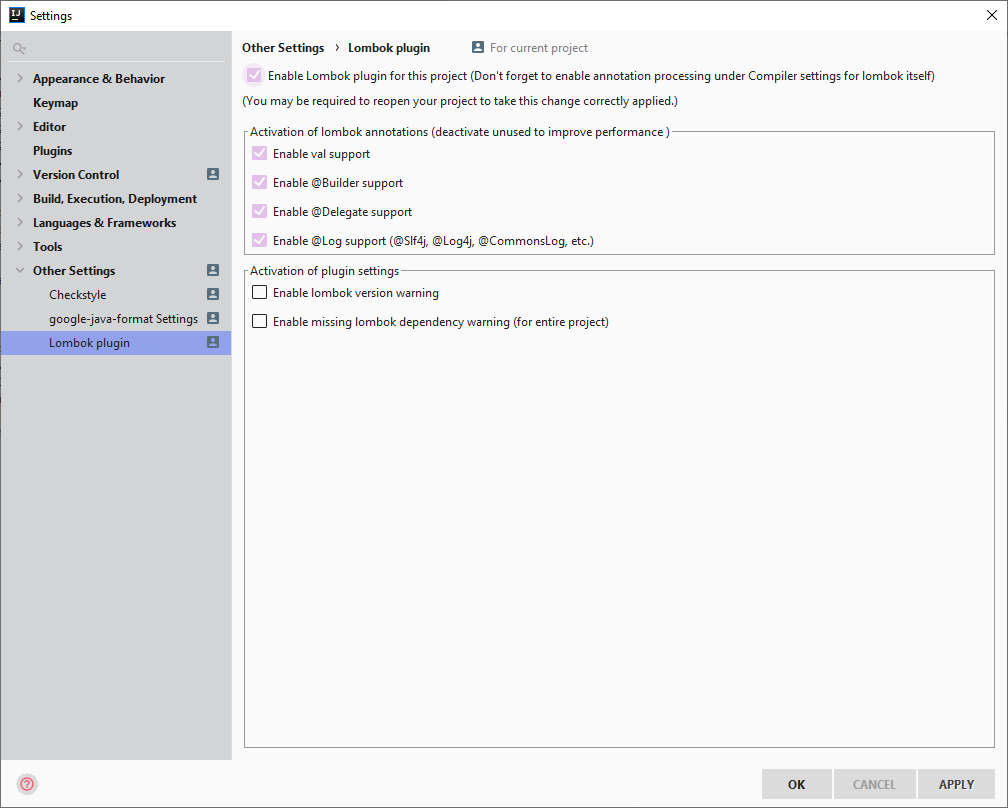 IJ Settings
Other Settings › Lombok plugin For current project
Enable Lombok plugin for this project (Don't forget to enable annotation processing under Compiler settings for lombok itself)
(You may be required to reopen your project to take this change correctly applied.)
Appearance & Behavior
Keymap
Editor
Plugins
Version Control
Build, Execution, Deployment
Languages & Frameworks
Tools
Other Settings
Checkstyle
google-java-format Settings
Lombok plugin
Activation of lombok annotations (deactivate unused to improve performance )
Enable val support
Enable @Builder support
Enable @Delegate support
Enable @Log support (@Slf4j, @Log4j, @CommonsLog, etc.)
Activation of plugin settings
Enable lombok version warning
Enable missing lombok dependency warning (for entire project)
?
OK CANCEL APPLY